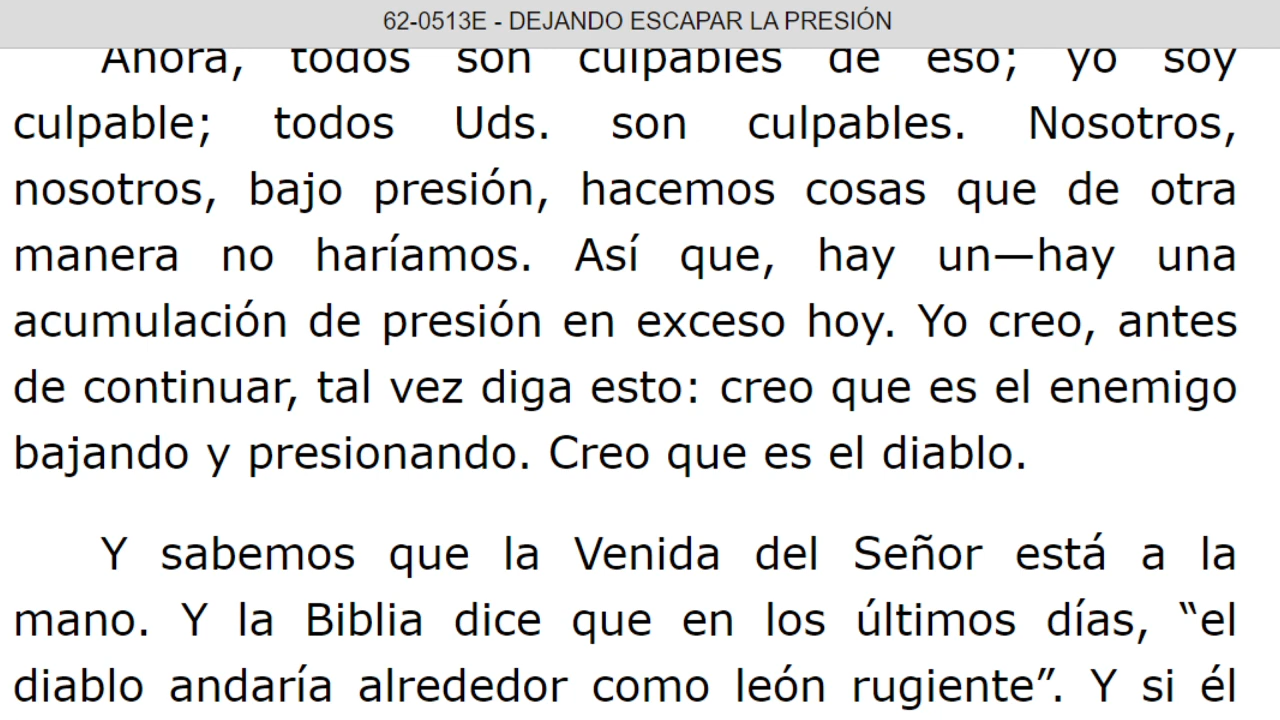 62-0513E - DEJANDO ESCAPAR LA PRESIÓN
Ahora, todos son culpables de eso; yo soy
culpable; todos Uds. son culpables. Nosotros,
nosotros, bajo presión, hacemos cosas que de otra
manera no haríamos. Así que, hay un—hay una
acumulación de presión en exceso hoy. Yo creo, antes
de continuar, tal vez diga esto: creo que es el enemigo
bajando y presionando. Creo que es el diablo.
Y sabemos que la Venida del Señor está a la
mano. Y la Biblia dice que en los últimos días, “el
diablo andaría alrededor como león rugiente”. Y si él